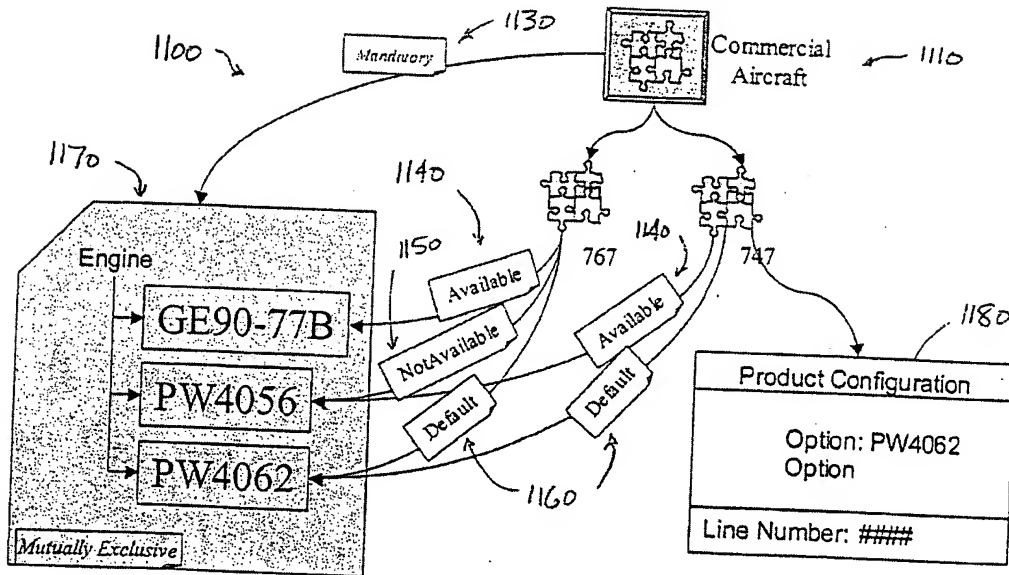 1130
1100
Mandatory
Commercial
Aircraft
1110
1170
1140
1150
767
1140
747
Engine
Available
GE90-77B
NotAvailable
Available
1180
PW4056
Default
Default
Product Configuration
PW4062
Option: PW4062
Option
1160
Mutually Exclusive
Line Number: ####